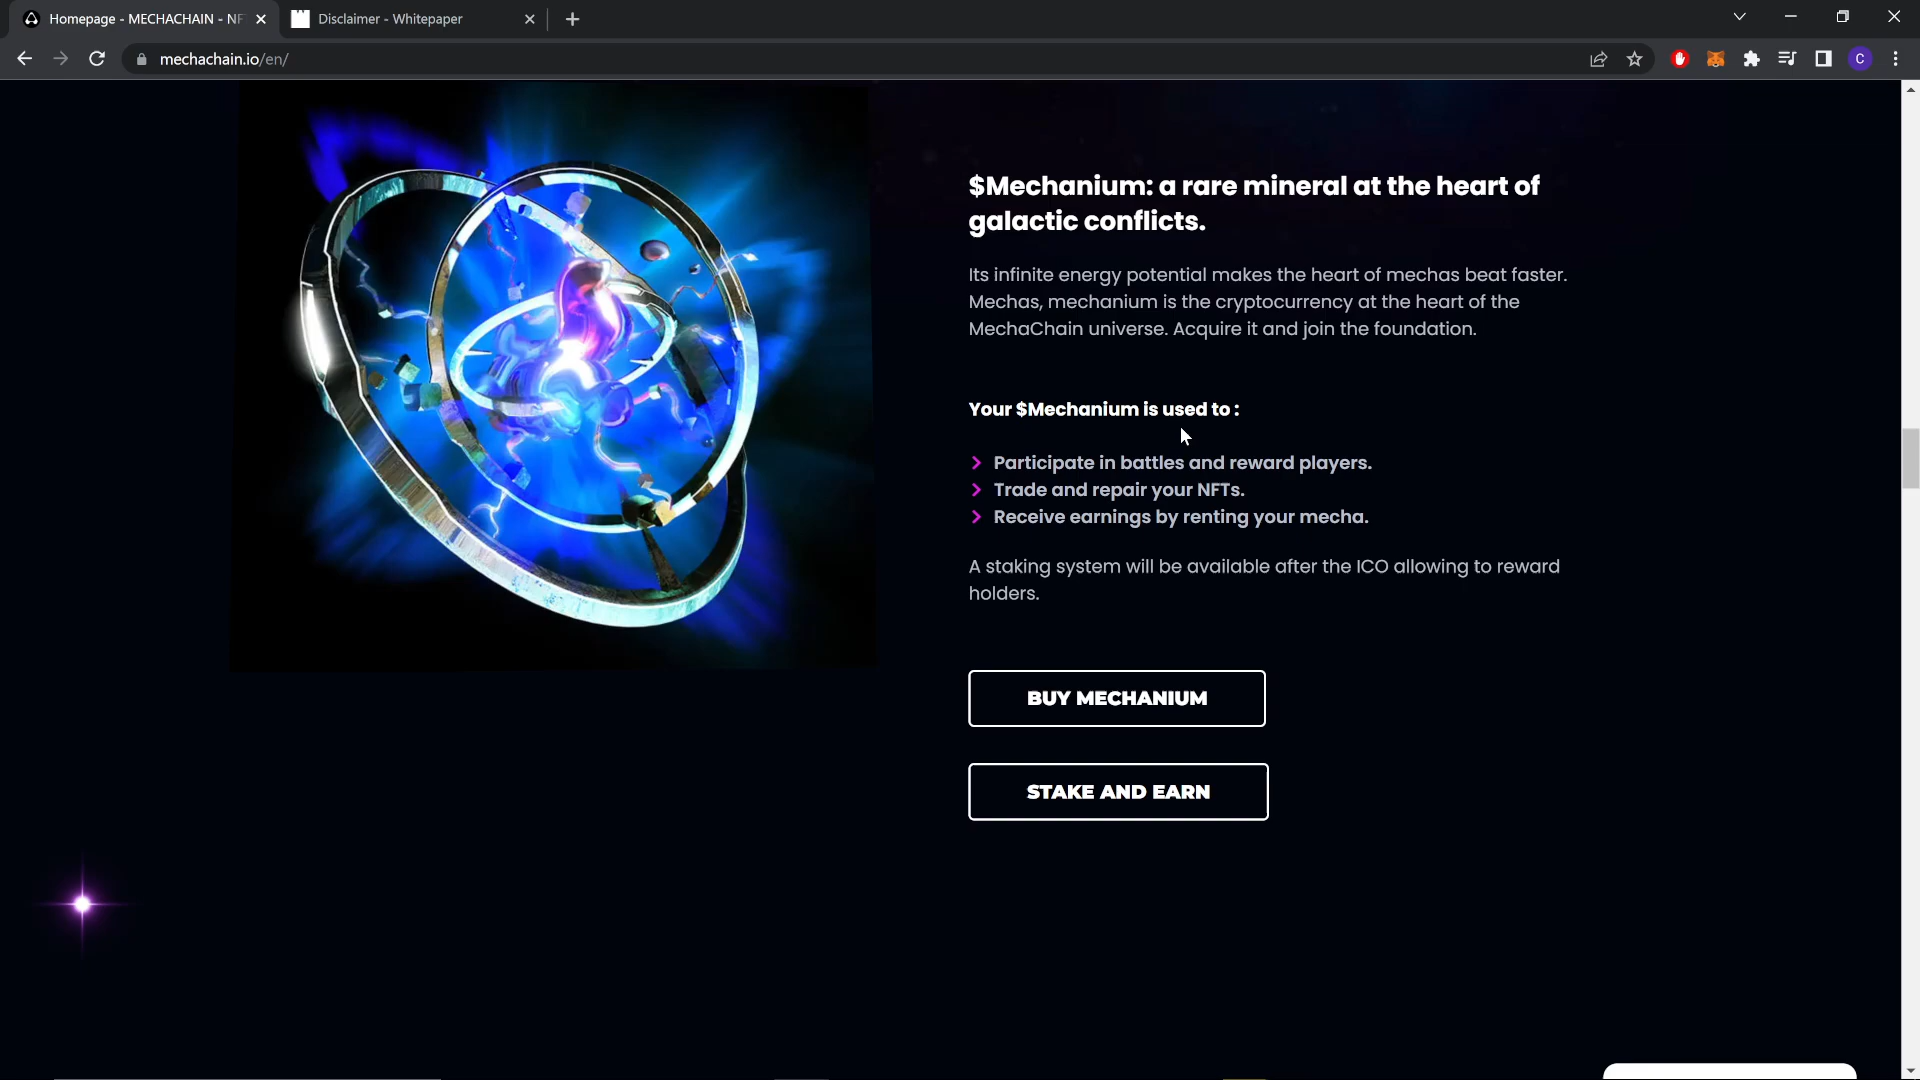 Homepage - MECHACHAIN - NF
Disclaimer - Whitepaper
mechachain.io/en/
C
$Mechanium: a rare mineral at the heart of
galactic conflicts.
Its infinite energy potential makes the heart of mechas beat faster.
Mechas, mechanium is the cryptocurrency at the heart of the
MechaChain universe. Acquire it and join the foundation.
Your $Mechanium is used to :
Participate in battles and reward players.
Trade and repair your NFTs.
Receive earnings by renting your mecha.
A staking system will be available after the ICO allowing to reward
holders.
BUY MECHANIUM
STAKE AND EARN